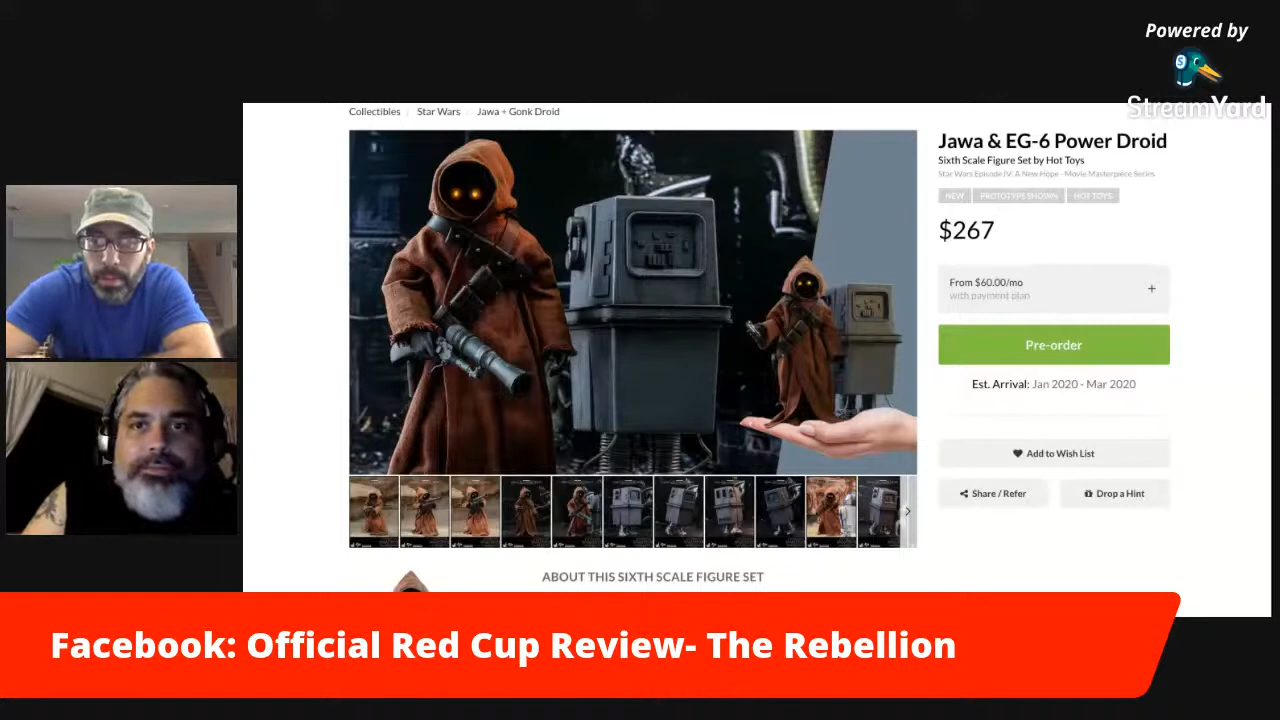 Powered by
StreamYard
Collectibles / Star Wars / Jawa + Gonk Droid
Jawa & EG-6 Power Droid
Sixth Scale Figure Set by Hot Toys
Star Wars Episode IV: A New Hope - Movie Masterpiece Series
NEW PROTOTYPE SHOWN HOT TOYS
$267
From $60.00/mo +
with payment plan
Pre-order
Est. Arrival: Jan 2020 - Mar 2020
Add to Wish List
Share / Refer Drop a Hint
ABOUT THIS SIXTH SCALE FIGURE SET
Facebook: Official Red Cup Review- The Rebellion